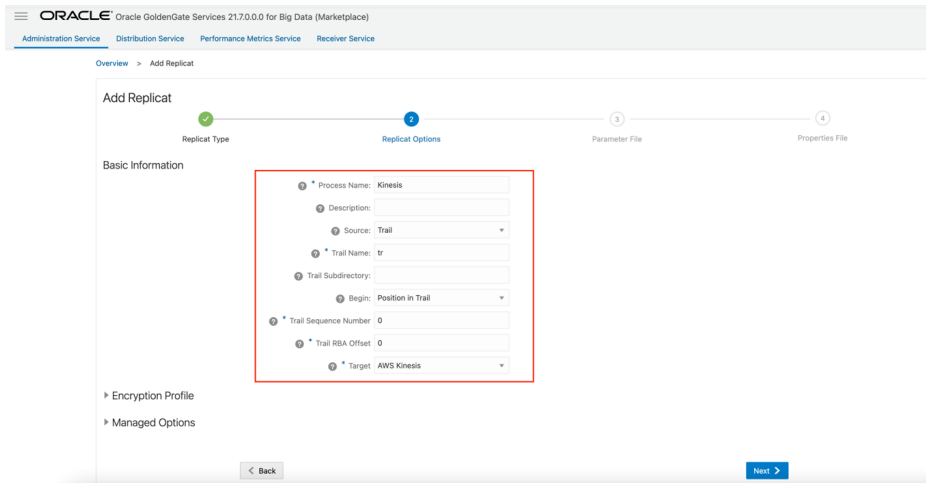 ORACLE Oracle GoldenGate Services 21.7.0.0.0 for Big Data (Marketplace)
Administration Service Distribution Service Performance Metrics Service Receiver Service
Overview > Add Replicat
Add Replicat
2 3 4
Replicat Type Replicat Options Parameter File Properties File
Basic Information
? * Process Name: Kinesis
? Description:
? Source: Trail
? * Trail Name: tr
? Trail Subdirectory:
? Begin: Position in Trail
? * Trail Sequence Number 0
? * Trail RBA Offset 0
? * Target AWS Kinesis
Encryption Profile
Managed Options
< Back Next >